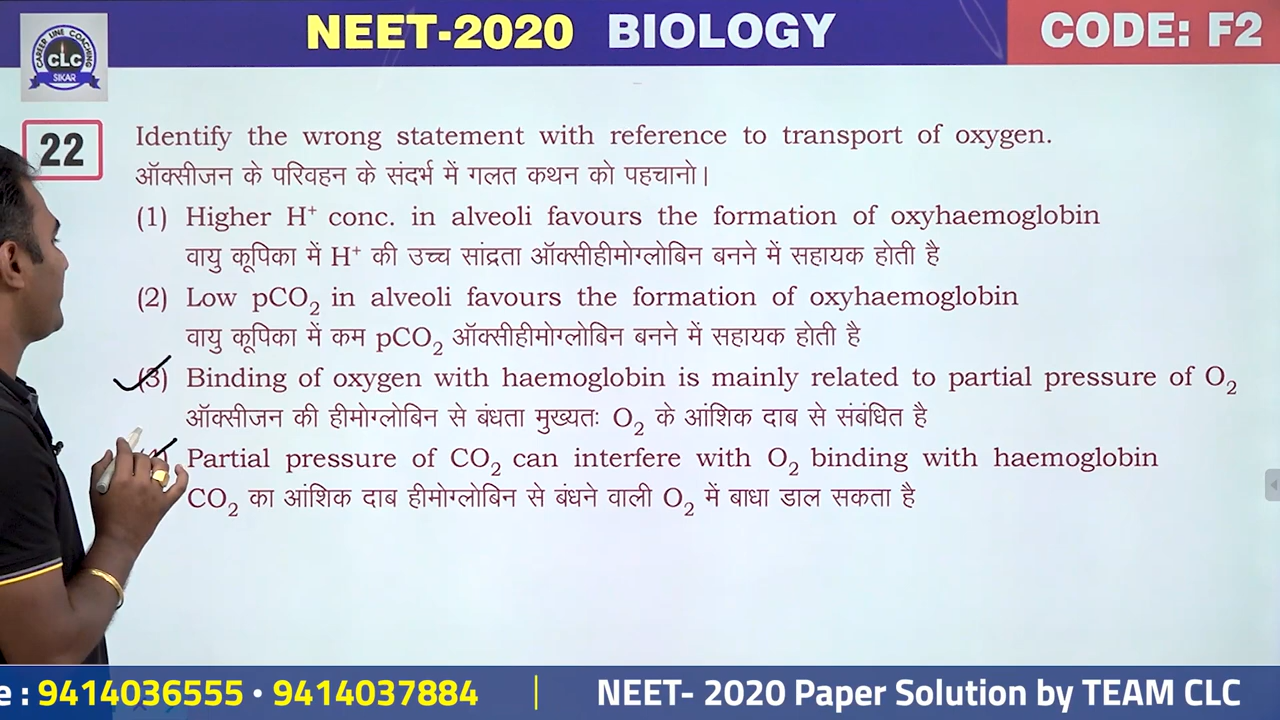 NEET-2020 BIOLOGY
CODE: F2
CAREER LINE COACHING
CLC
SIKAR
22
Identify the wrong statement with reference to transport of oxygen.
ऑक्सीजन के परिवहन के संदर्भ में गलत कथन को पहचानो।
(1) Higher H⁺ conc. in alveoli favours the formation of oxyhaemoglobin
वायु कूपिका में H⁺ की उच्च सांद्रता ऑक्सीहीमोग्लोबिन बनने में सहायक होती है
(2) Low pCO₂ in alveoli favours the formation of oxyhaemoglobin
वायु कूपिका में कम pCO₂ ऑक्सीहीमोग्लोबिन बनने में सहायक होती है
(3) Binding of oxygen with haemoglobin is mainly related to partial pressure of O₂
ऑक्सीजन की हीमोग्लोबिन से बंधता मुख्यतः O₂ के आंशिक दाब से संबंधित है
Partial pressure of CO₂ can interfere with O₂ binding with haemoglobin
CO₂ का आंशिक दाब हीमोग्लोबिन से बंधने वाली O₂ में बाधा डाल सकता है
e : 9414036555 • 9414037884 | NEET- 2020 Paper Solution by TEAM CLC